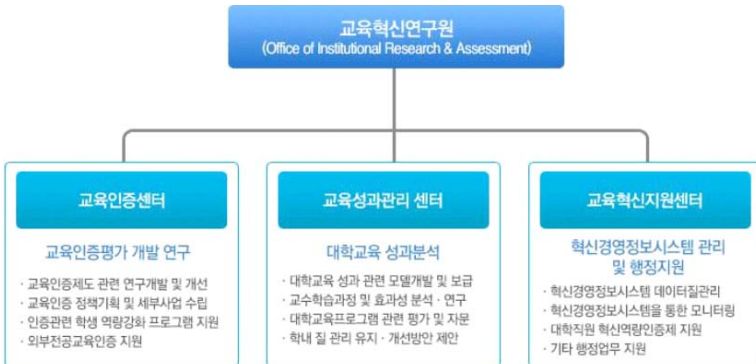 교육혁신연구원
(Office of Institutional Research & Assessment)
교육인증센터
교육인증평가 개발 연구
· 교육인증제도 관련 연구개발 및 개선
· 교육인증 정책기획 및 세부사업 수립
· 인증관련 학생 역량강화 프로그램 지원
· 외부전공교육인증 지원
교육성과관리 센터
대학교육 성과분석
· 대학교육 성과 관련 모델개발 및 보급
· 교수학습과정 및 효과성 분석 · 연구
· 대학교육프로그램 관련 평가 및 자문
· 학내 질 관리 유지 · 개선방안 제안
교육혁신지원센터
혁신경영정보시스템 관리
및 행정지원
· 혁신경영정보시스템 데이터질관리
· 혁신경영정보시스템을 통한 모니터링
· 대학직원 혁신역량인증제 지원
· 기타 행정업무 지원